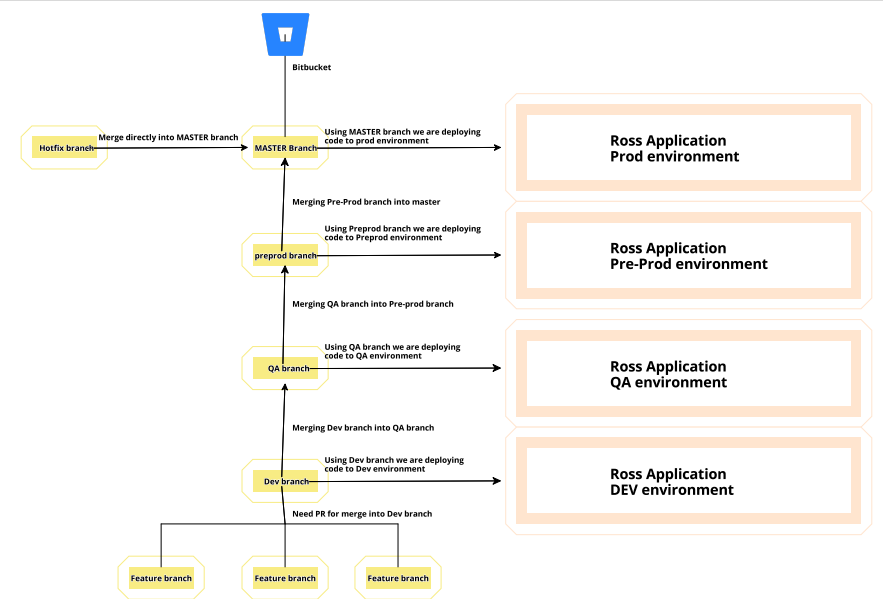 Bitbucket
Hotfix branch
Merge directly into MASTER branch
MASTER Branch
Using MASTER branch we are deploying
code to prod environment
Ross Application
Prod environment
Merging Pre-Prod branch into master
preprod branch
Using Preprod branch we are deploying
code to Preprod environment
Ross Application
Pre-Prod environment
Merging QA branch into Pre-prod branch
QA branch
Using QA branch we are deploying
code to QA environment
Ross Application
QA environment
Merging Dev branch into QA branch
Dev branch
Using Dev branch we are deploying
code to Dev environment
Ross Application
DEV environment
Need PR for merge into Dev branch
Feature branch
Feature branch
Feature branch